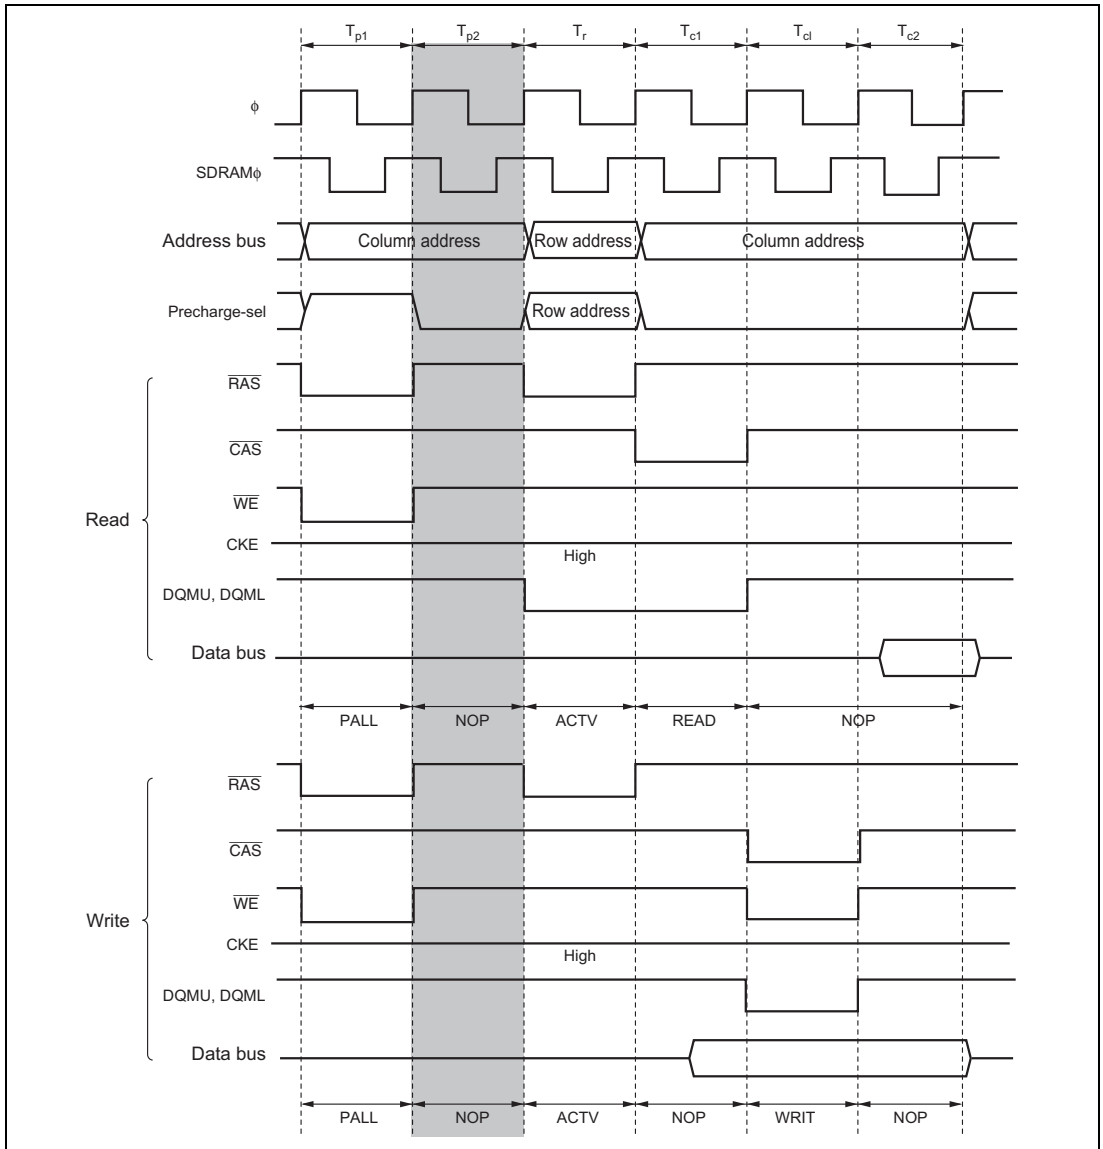 Tp1 Tp2 Tr Tc1 Tcl Tc2
ϕ
SDRAMϕ
Address bus Column address Row address Column address
Precharge-sel Row address
Read
RAS
CAS
WE
CKE High
DQMU, DQML
Data bus
PALL NOP ACTV READ NOP
Write
RAS
CAS
WE
CKE High
DQMU, DQML
Data bus
PALL NOP ACTV NOP WRIT NOP